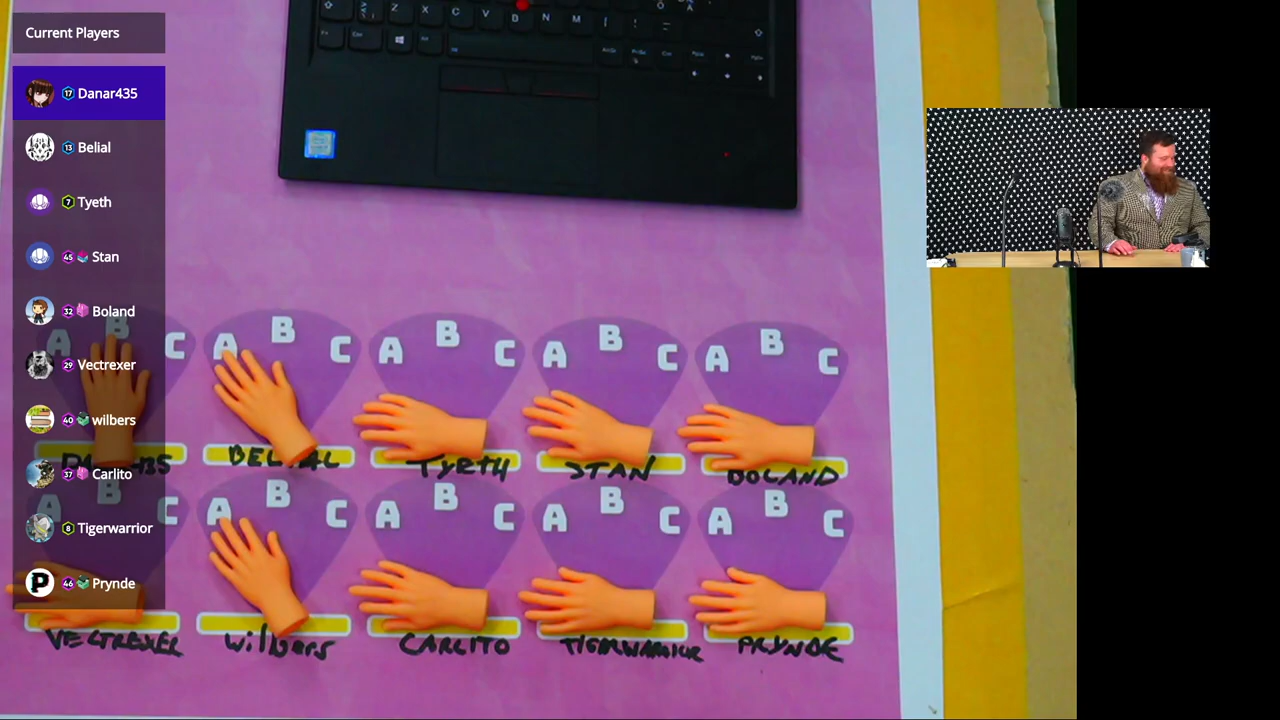 Current Players
17 Danar435
13 Belial
7 Tyeth
45 Stan
32 Boland
29 Vectrexer
40 wilbers
37 Carlito
8 Tigerwarrior
P 46 Prynde
Z X C V B N M
A B C
A B C
A B C
A B C
A B C
BELIAL
TYETH
STAN
BOLAND
A B C
A B C
A B C
A B C
A B C
VECTREXER
wilbers
CARLITO
TIGERWARRIOR
PRYNDE